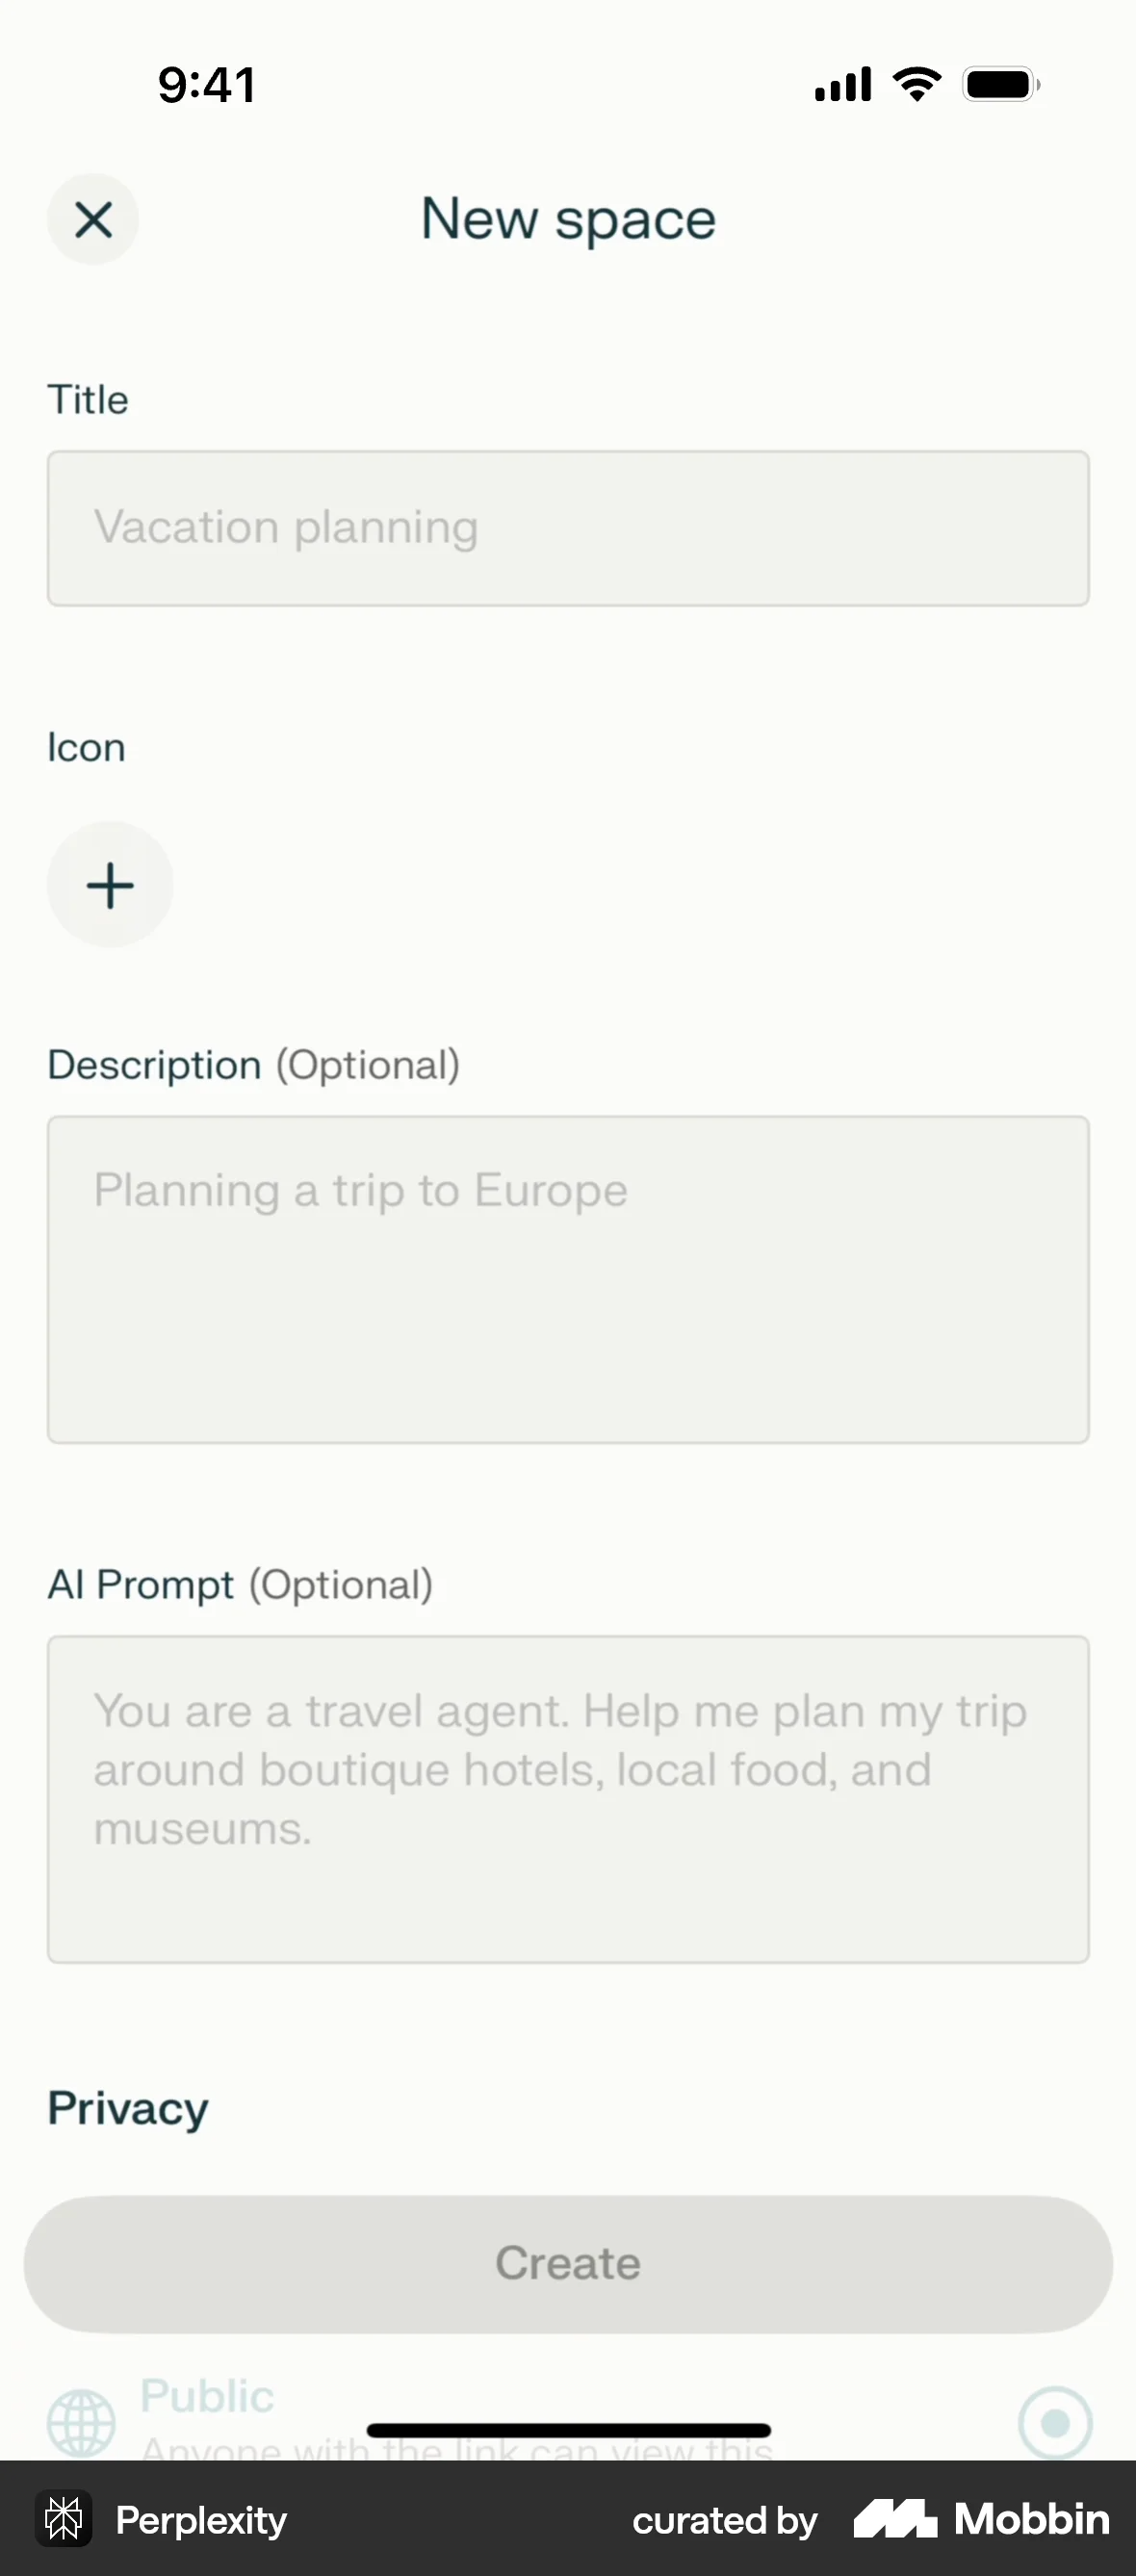 9:41
New space
Title
Vacation planning
Icon
Description (Optional)
Planning a trip to Europe
AI Prompt (Optional)
You are a travel agent. Help me plan my trip
around boutique hotels, local food, and
museums.
Privacy
Create
Public
Anyone with the link can view this
Perplexity
curated by
Mobbin